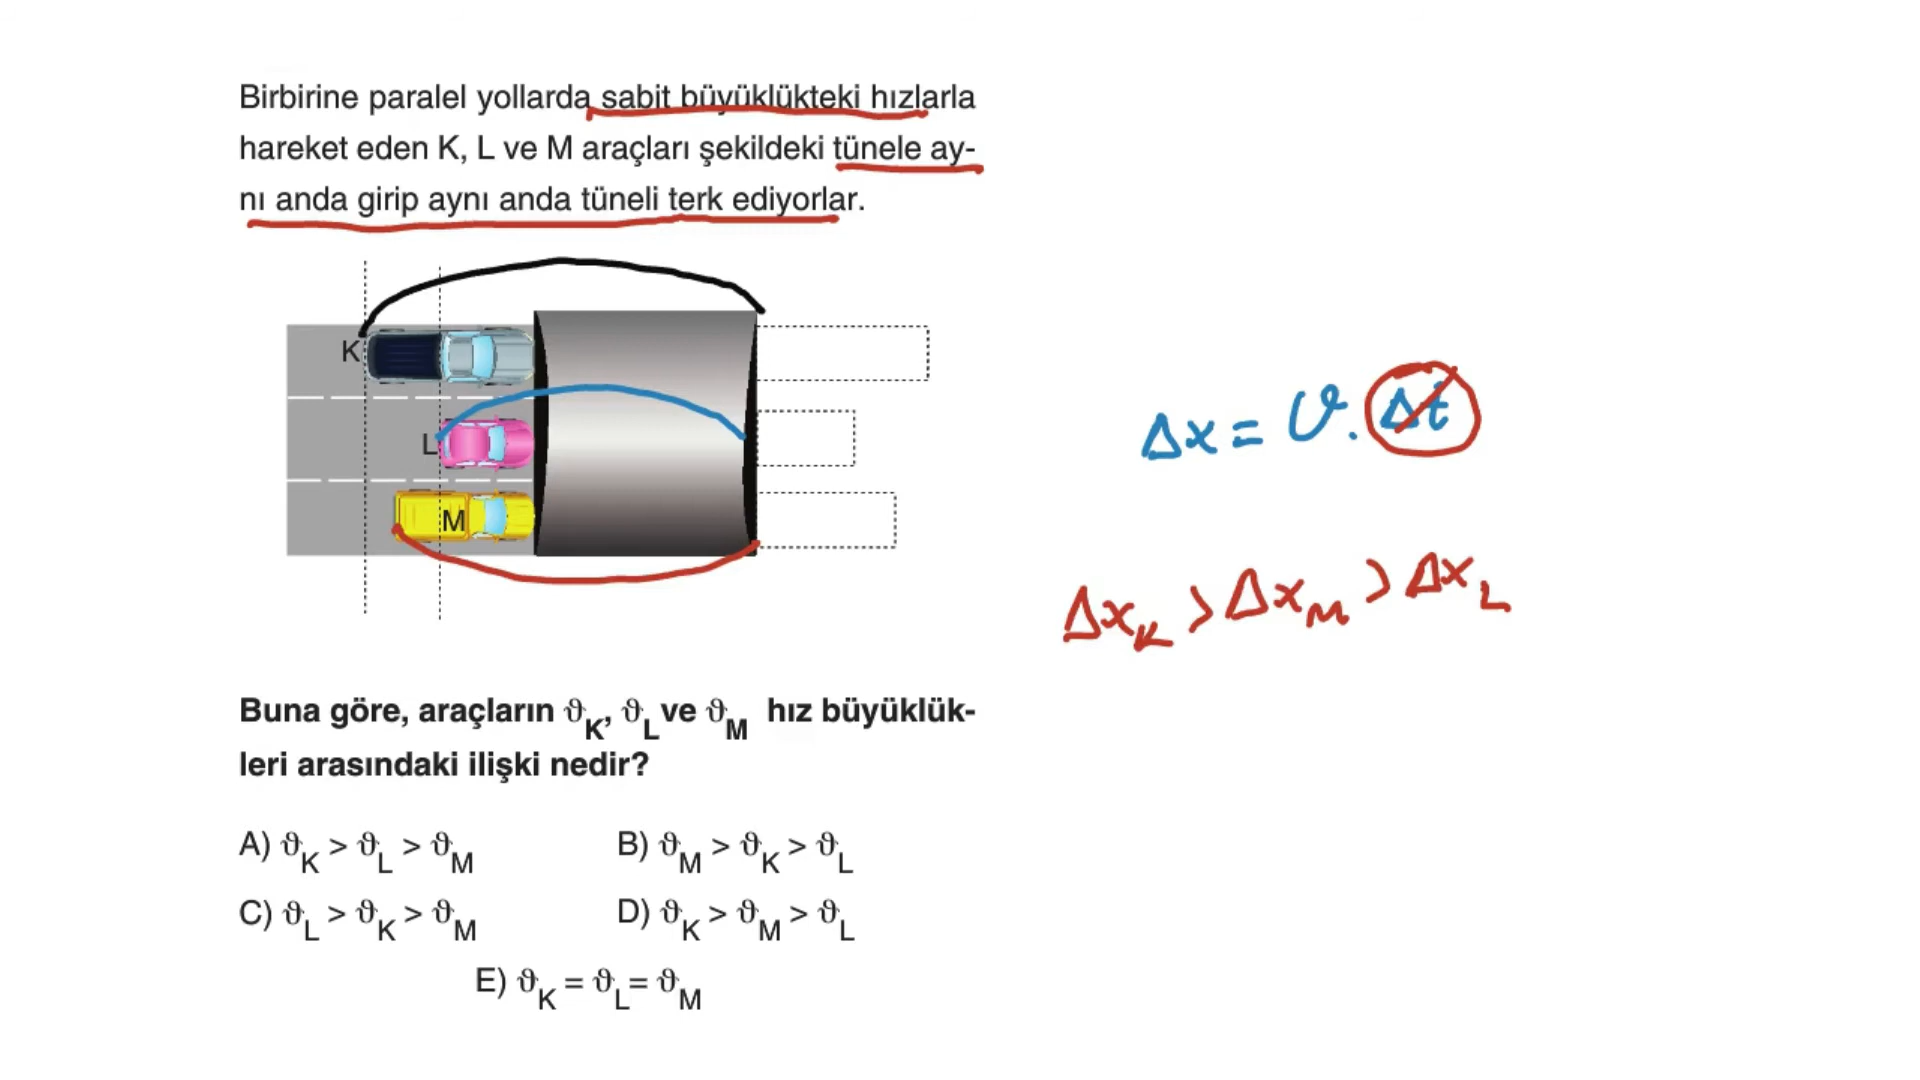 Birbirine paralel yollarda sabit büyüklükteki hızlarla
hareket eden K, L ve M araçları şekildeki tünele ay-
nı anda girip aynı anda tüneli terk ediyorlar.
K
L
M
Δx = ϑ . Δt
Δx_K > Δx_M > Δx_L
Buna göre, araçların ϑ_K, ϑ_L ve ϑ_M hız büyüklük-
leri arasındaki ilişki nedir?
A) ϑ_K > ϑ_L > ϑ_M B) ϑ_M > ϑ_K > ϑ_L
C) ϑ_L > ϑ_K > ϑ_M D) ϑ_K > ϑ_M > ϑ_L
E) ϑ_K = ϑ_L = ϑ_M